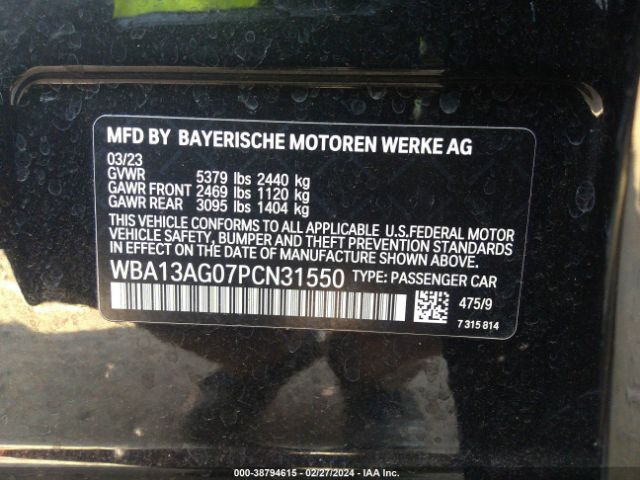 MFD BY BAYERISCHE MOTOREN WERKE AG
03/23
GVWR 5379 lbs 2440 kg
GAWR FRONT 2469 lbs 1120 kg
GAWR REAR 3095 lbs 1404 kg
THIS VEHICLE CONFORMS TO ALL APPLICABLE U.S.FEDERAL MOTOR
VEHICLE SAFETY, BUMPER AND THEFT PREVENTION STANDARDS
IN EFFECT ON THE DATE OF MANUFACTURE SHOWN ABOVE.
WBA13AG07PCN31550 TYPE: PASSENGER CAR
475/9
7 315 814
000-38794615 - 02/27/2024 - IAA Inc.